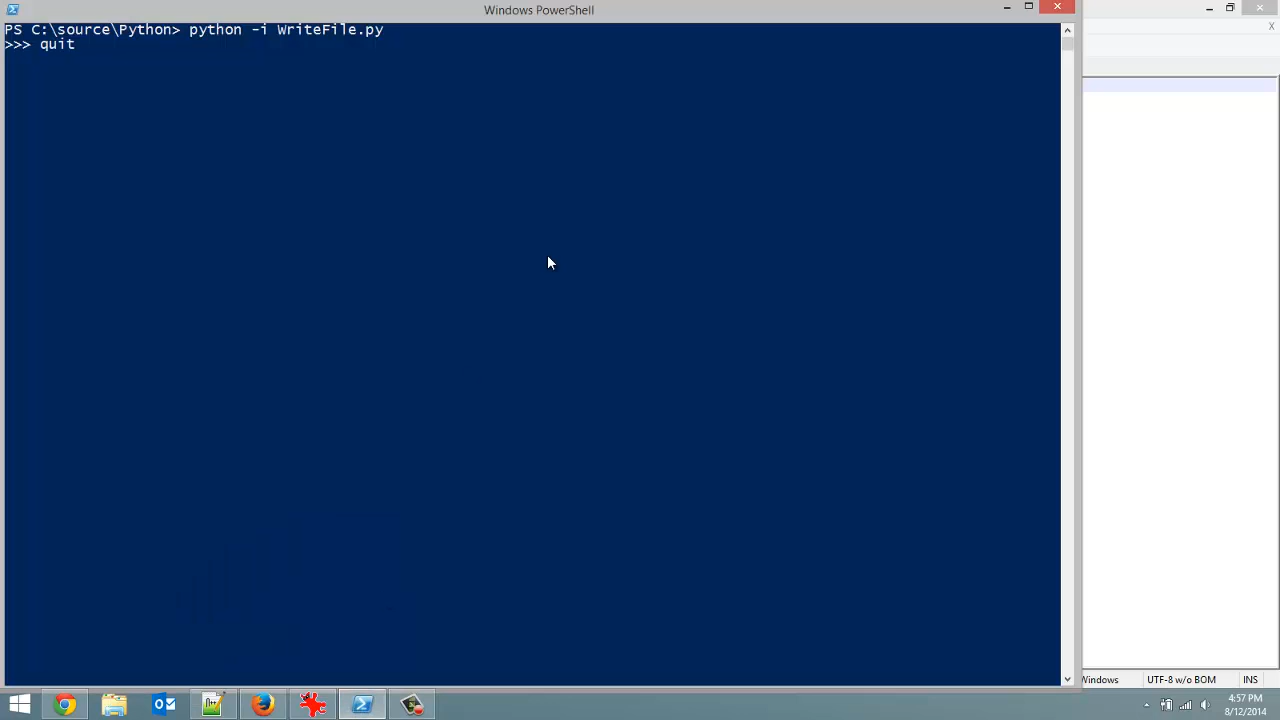 Windows PowerShell
PS C:\source\Python> python -i WriteFile.py
>>> quit
X
Windows
UTF-8 w/o BOM
INS
4:57 PM
8/12/2014